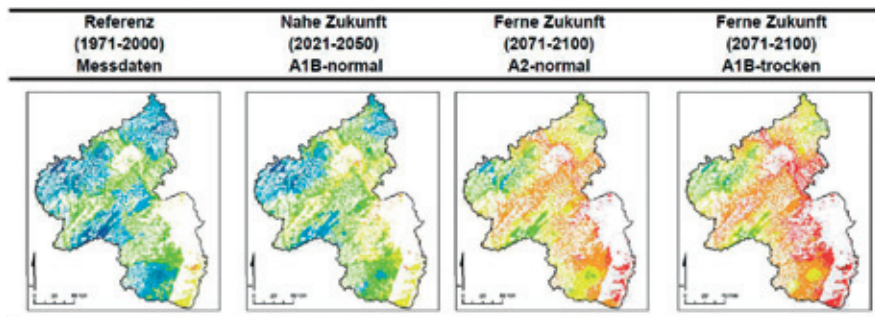 Referenz
(1971-2000)
Messdaten
Nahe Zukunft
(2021-2050)
A1B-normal
Ferne Zukunft
(2071-2100)
A2-normal
Ferne Zukunft
(2071-2100)
A1B-trocken